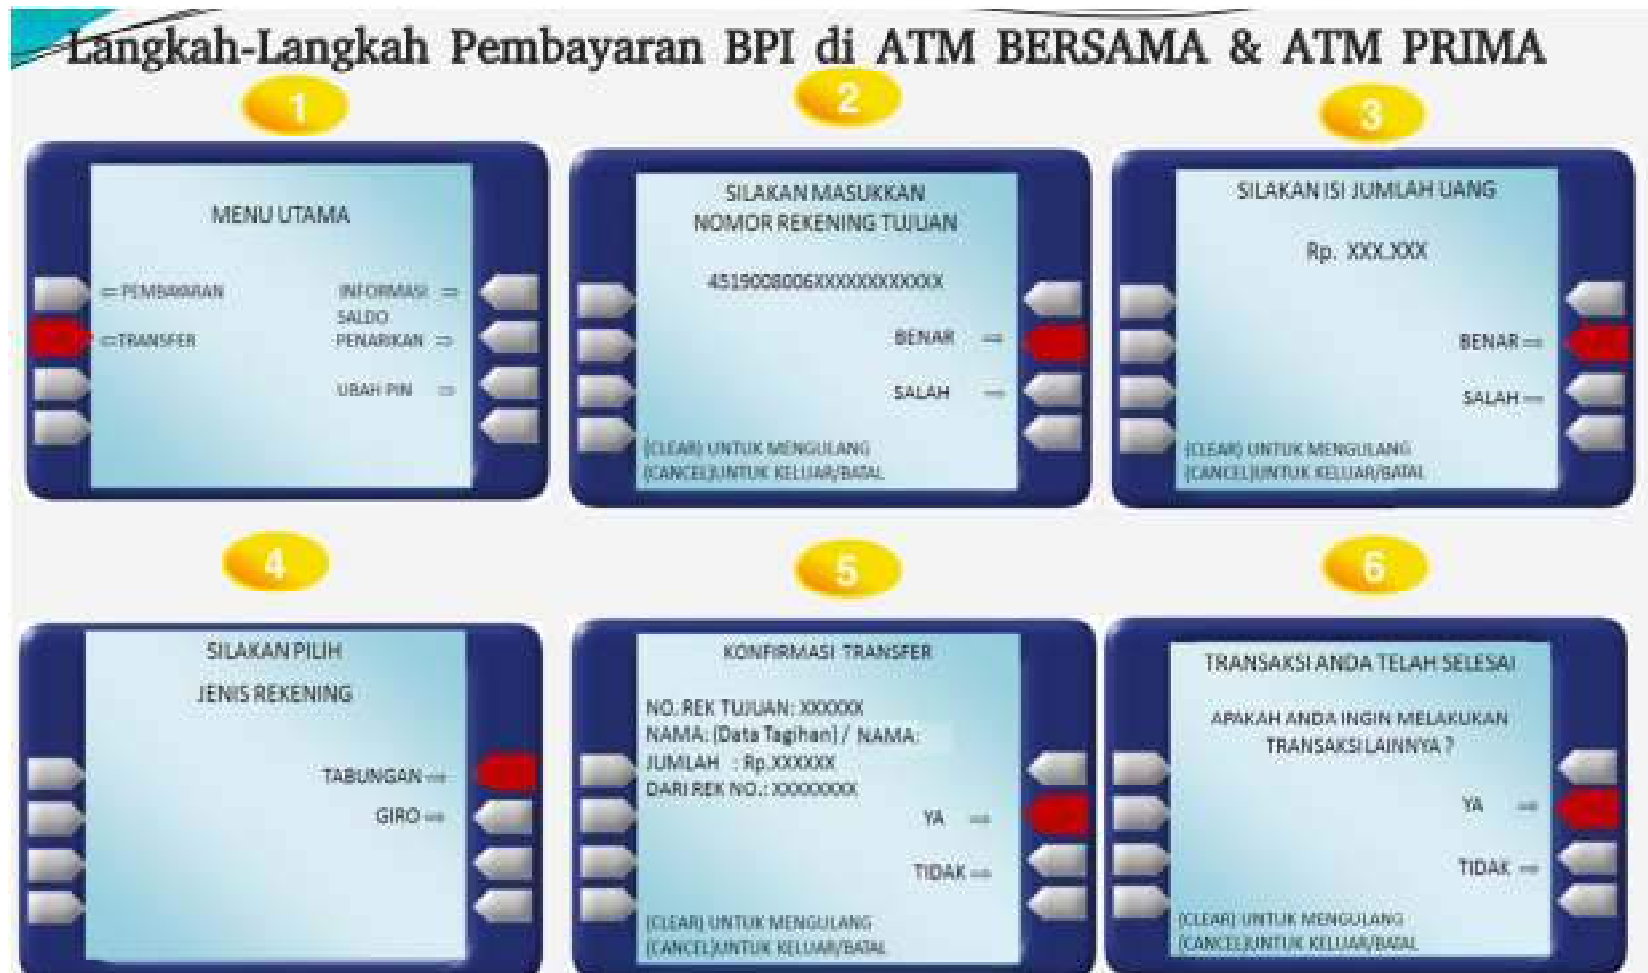 Langkah-Langkah Pembayaran BPI di ATM BERSAMA & ATM PRIMA
1
MENU UTAMA
PEMBAYARAN
INFORMASI
SALDO
TRANSFER
PENARIKAN
UBAH PIN
2
SILAKAN MASUKKAN
NOMOR REKENING TUJUAN
4519008006XXXXXXXXXXXX
BENAR
SALAH
(CLEAR) UNTUK MENGULANG
(CANCEL)UNTUK KELUAR/BATAL
3
SILAKAN ISI JUMLAH UANG
Rp. XXX.XXX
BENAR
SALAH
(CLEAR) UNTUK MENGULANG
(CANCEL)UNTUK KELUAR/BATAL
4
SILAKAN PILIH
JENIS REKENING
TABUNGAN
GIRO
5
KONFIRMASI TRANSFER
NO. REK TUJUAN: XXXXXX
NAMA: (Data Tagihan) / NAMA:
JUMLAH : Rp.XXXXXX
DARI REK NO.: XXXXXXXX
YA
TIDAK
(CLEAR) UNTUK MENGULANG
(CANCEL)UNTUK KELUAR/BATAL
6
TRANSAKSI ANDA TELAH SELESAI
APAKAH ANDA INGIN MELAKUKAN
TRANSAKSI LAINNYA ?
YA
TIDAK
(CLEAR) UNTUK MENGULANG
(CANCEL)UNTUK KELUAR/BATAL